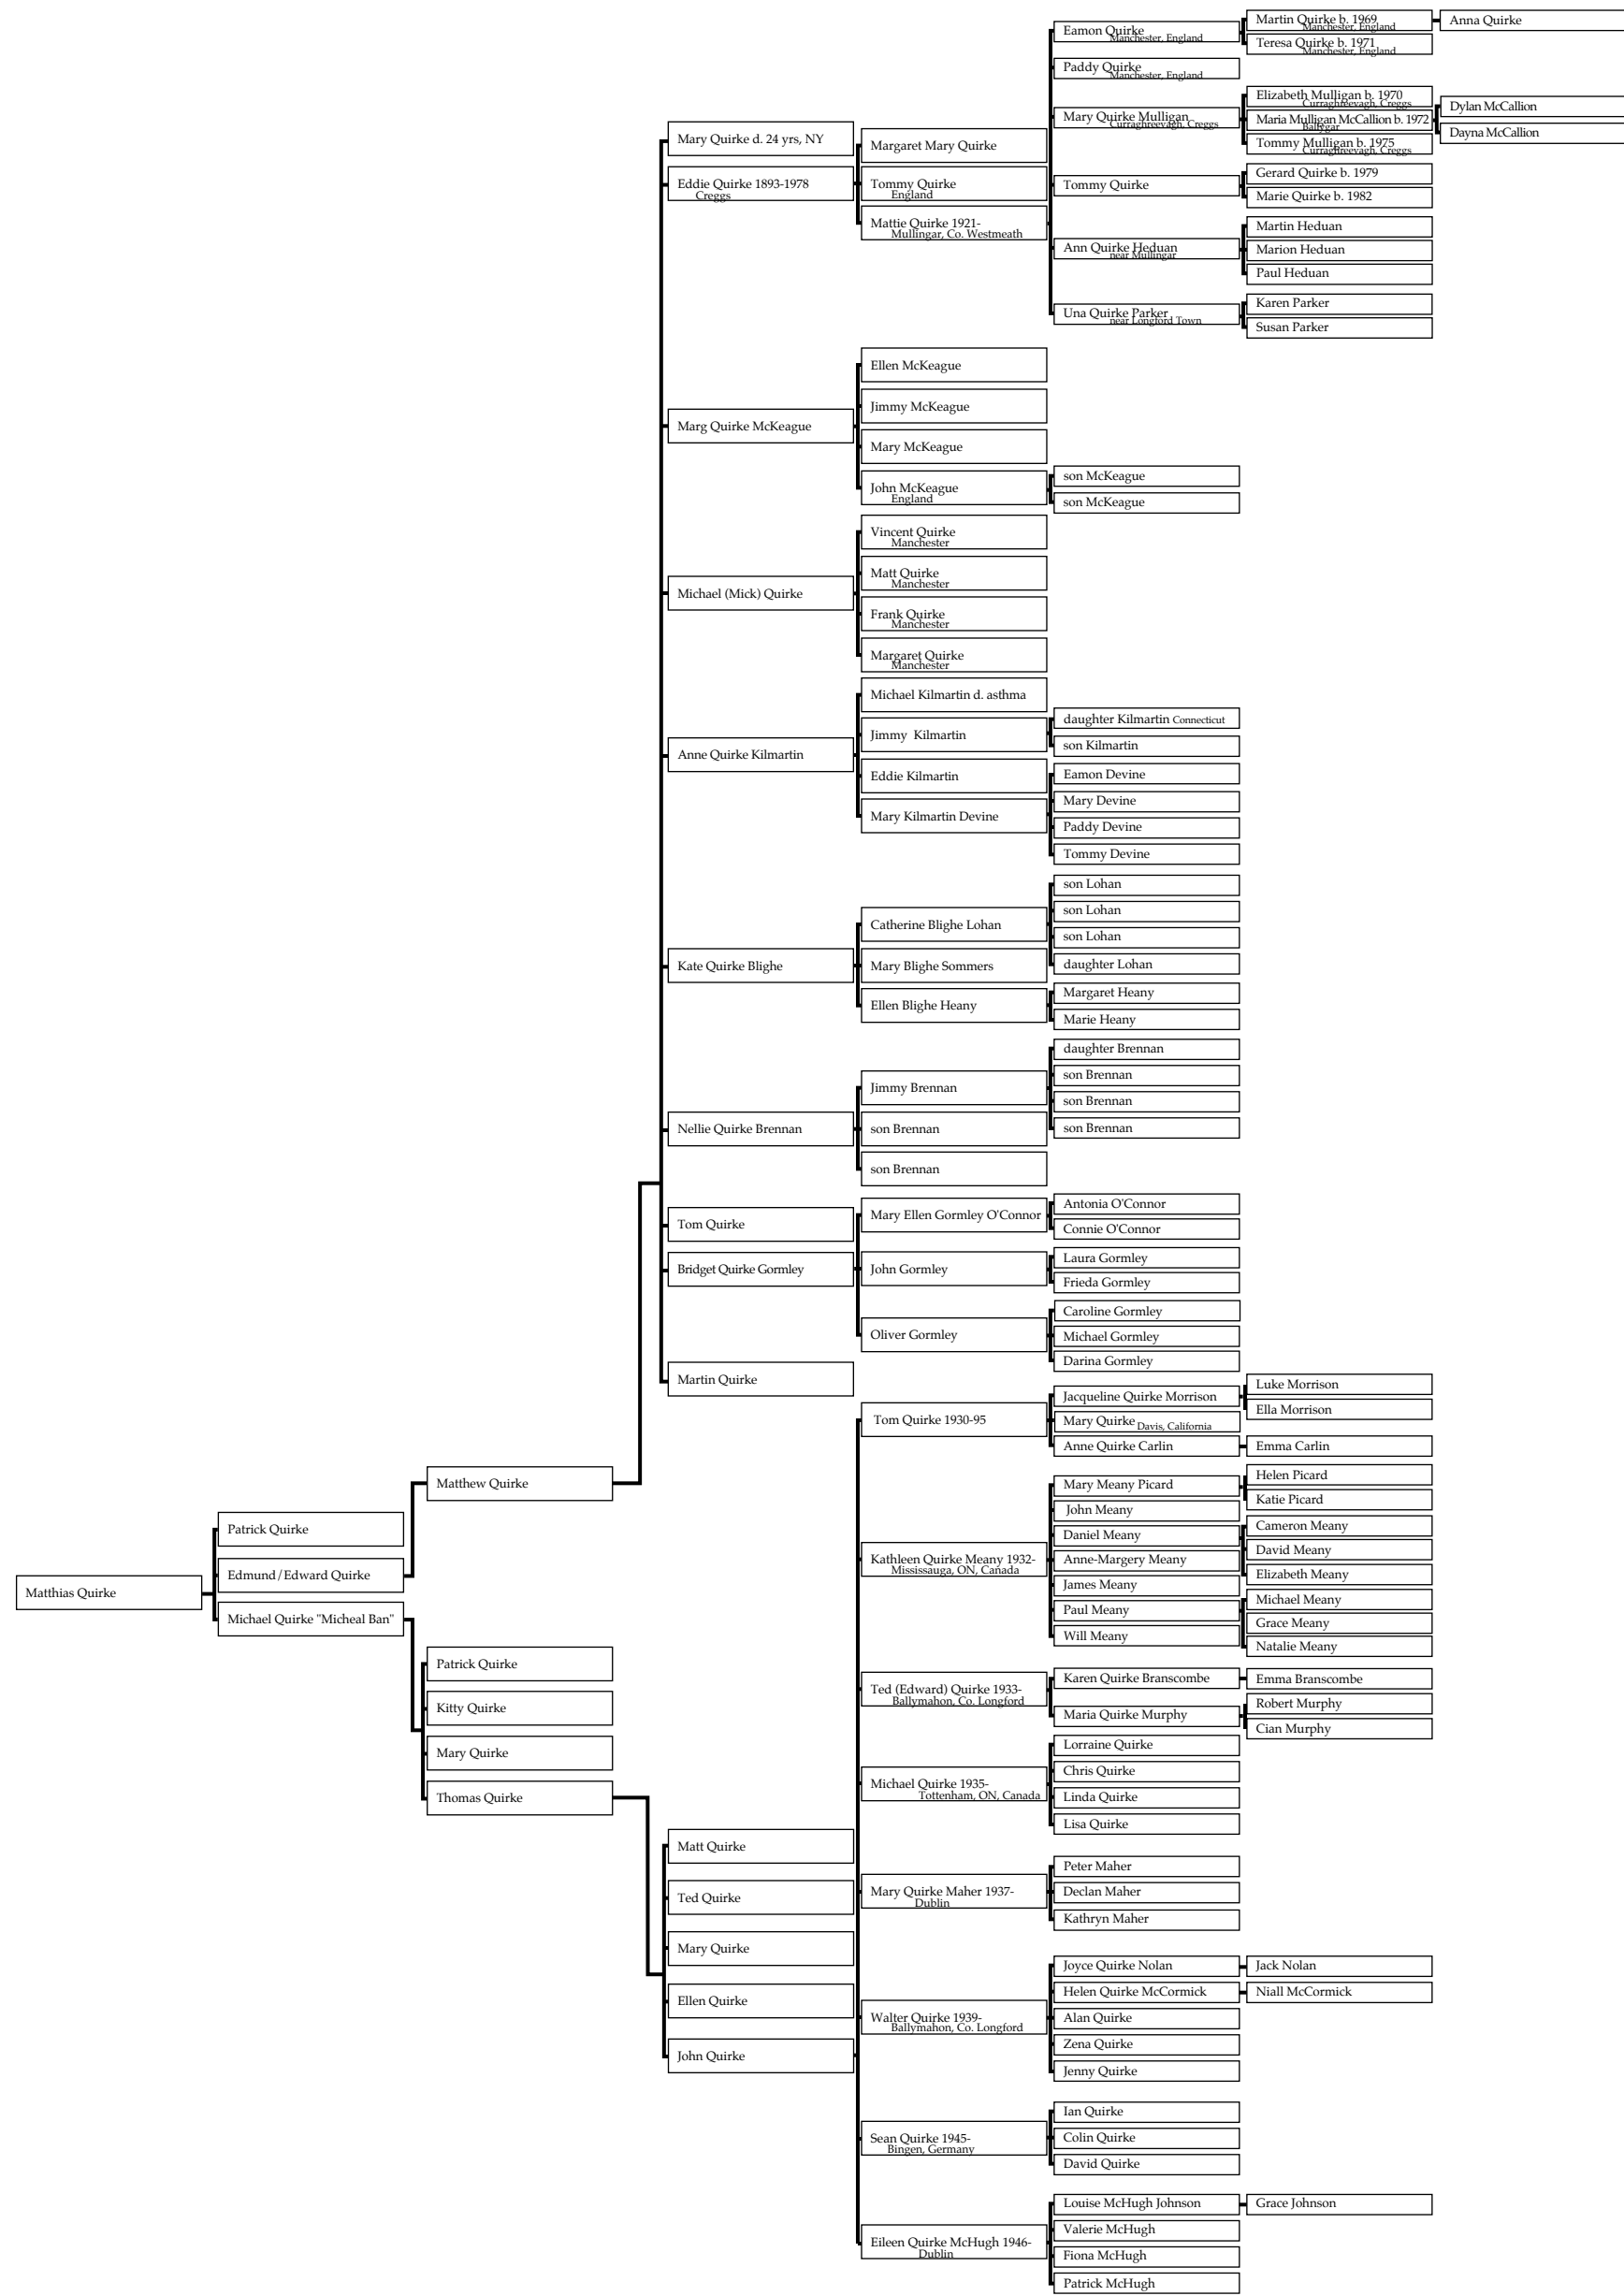 Matthias Quirke
Patrick Quirke
Edmund/Edward Quirke
Michael Quirke "Micheal Ban"
Matthew Quirke
Patrick Quirke
Kitty Quirke
Mary Quirke
Thomas Quirke
Mary Quirke d. 24 yrs, NY
Eddie Quirke 1893-1978
Creggs
Marg Quirke McKeague
Michael (Mick) Quirke
Anne Quirke Kilmartin
Kate Quirke Blighe
Nellie Quirke Brennan
Tom Quirke
Bridget Quirke Gormley
Martin Quirke
Matt Quirke
Ted Quirke
Mary Quirke
Ellen Quirke
John Quirke
Margaret Mary Quirke
Tommy Quirke
England
Mattie Quirke 1921-
Mullingar, Co. Westmeath
Ellen McKeague
Jimmy McKeague
Mary McKeague
John McKeague
England
Vincent Quirke
Manchester
Matt Quirke
Manchester
Frank Quirke
Manchester
Margaret Quirke
Manchester
Michael Kilmartin d. asthma
Jimmy Kilmartin
Eddie Kilmartin
Mary Kilmartin Devine
Catherine Blighe Lohan
Mary Blighe Sommers
Ellen Blighe Heany
Jimmy Brennan
son Brennan
son Brennan
Mary Ellen Gormley O'Connor
John Gormley
Oliver Gormley
Tom Quirke 1930-95
Kathleen Quirke Meany 1932-
Mississauga, ON, Canada
Ted (Edward) Quirke 1933-
Ballymahon, Co. Longford
Michael Quirke 1935-
Tottenham, ON, Canada
Mary Quirke Maher 1937-
Dublin
Walter Quirke 1939-
Ballymahon, Co. Longford
Sean Quirke 1945-
Bingen, Germany
Eileen Quirke McHugh 1946-
Dublin
Eamon Quirke
Manchester, England
Paddy Quirke
Manchester, England
Mary Quirke Mulligan
Curraghreevagh, Creggs
Tommy Quirke
Ann Quirke Heduan
near Mullingar
Una Quirke Parker
near Longford Town
son McKeague
son McKeague
daughter Kilmartin Connecticut
son Kilmartin
Eamon Devine
Mary Devine
Paddy Devine
Tommy Devine
son Lohan
son Lohan
son Lohan
daughter Lohan
Margaret Heany
Marie Heany
daughter Brennan
son Brennan
son Brennan
son Brennan
Antonia O'Connor
Connie O'Connor
Laura Gormley
Frieda Gormley
Caroline Gormley
Michael Gormley
Darina Gormley
Jacqueline Quirke Morrison
Mary Quirke Davis, California
Anne Quirke Carlin
Mary Meany Picard
John Meany
Daniel Meany
Anne-Margery Meany
James Meany
Paul Meany
Will Meany
Karen Quirke Branscombe
Maria Quirke Murphy
Lorraine Quirke
Chris Quirke
Linda Quirke
Lisa Quirke
Peter Maher
Declan Maher
Kathryn Maher
Joyce Quirke Nolan
Helen Quirke McCormick
Alan Quirke
Zena Quirke
Jenny Quirke
Ian Quirke
Colin Quirke
David Quirke
Louise McHugh Johnson
Valerie McHugh
Fiona McHugh
Patrick McHugh
Martin Quirke b. 1969
Manchester, England
Teresa Quirke b. 1971
Manchester, England
Elizabeth Mulligan b. 1970
Curraghreevagh, Creggs
Maria Mulligan McCallion b. 1972
Ballygar
Tommy Mulligan b. 1975
Curraghreevagh, Creggs
Gerard Quirke b. 1979
Marie Quirke b. 1982
Martin Heduan
Marion Heduan
Paul Heduan
Karen Parker
Susan Parker
Luke Morrison
Ella Morrison
Emma Carlin
Helen Picard
Katie Picard
Cameron Meany
David Meany
Elizabeth Meany
Michael Meany
Grace Meany
Natalie Meany
Emma Branscombe
Robert Murphy
Cian Murphy
Jack Nolan
Niall McCormick
Grace Johnson
Anna Quirke
Dylan McCallion
Dayna McCallion